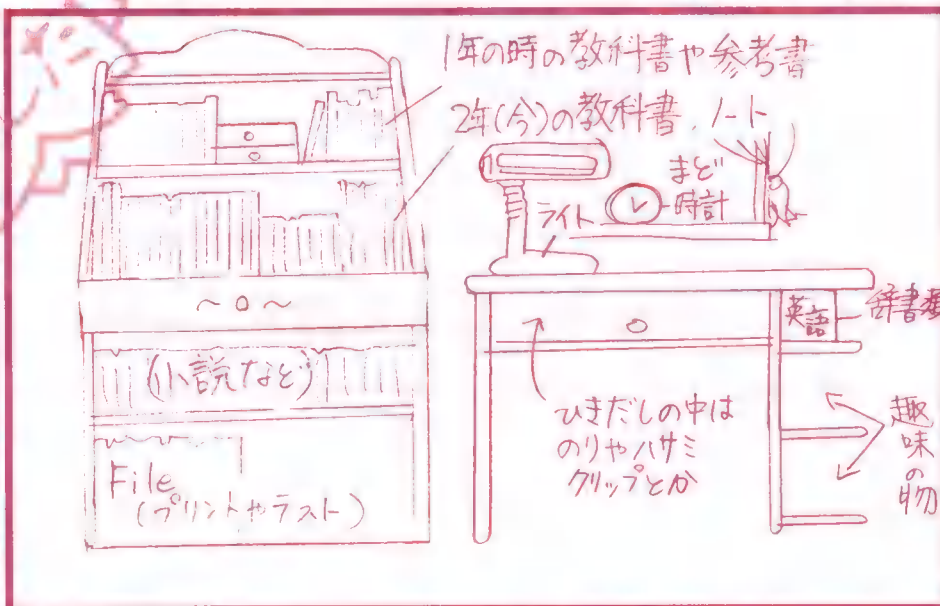 1年の時の教科書や参考書
2年(今)の教科書、ノート
まど
時計
ライト
英語
辞書類
(小説など)
ひきだしの中は
のりやハサミ
クリップとか
趣味の物
File
(プリントやテスト)